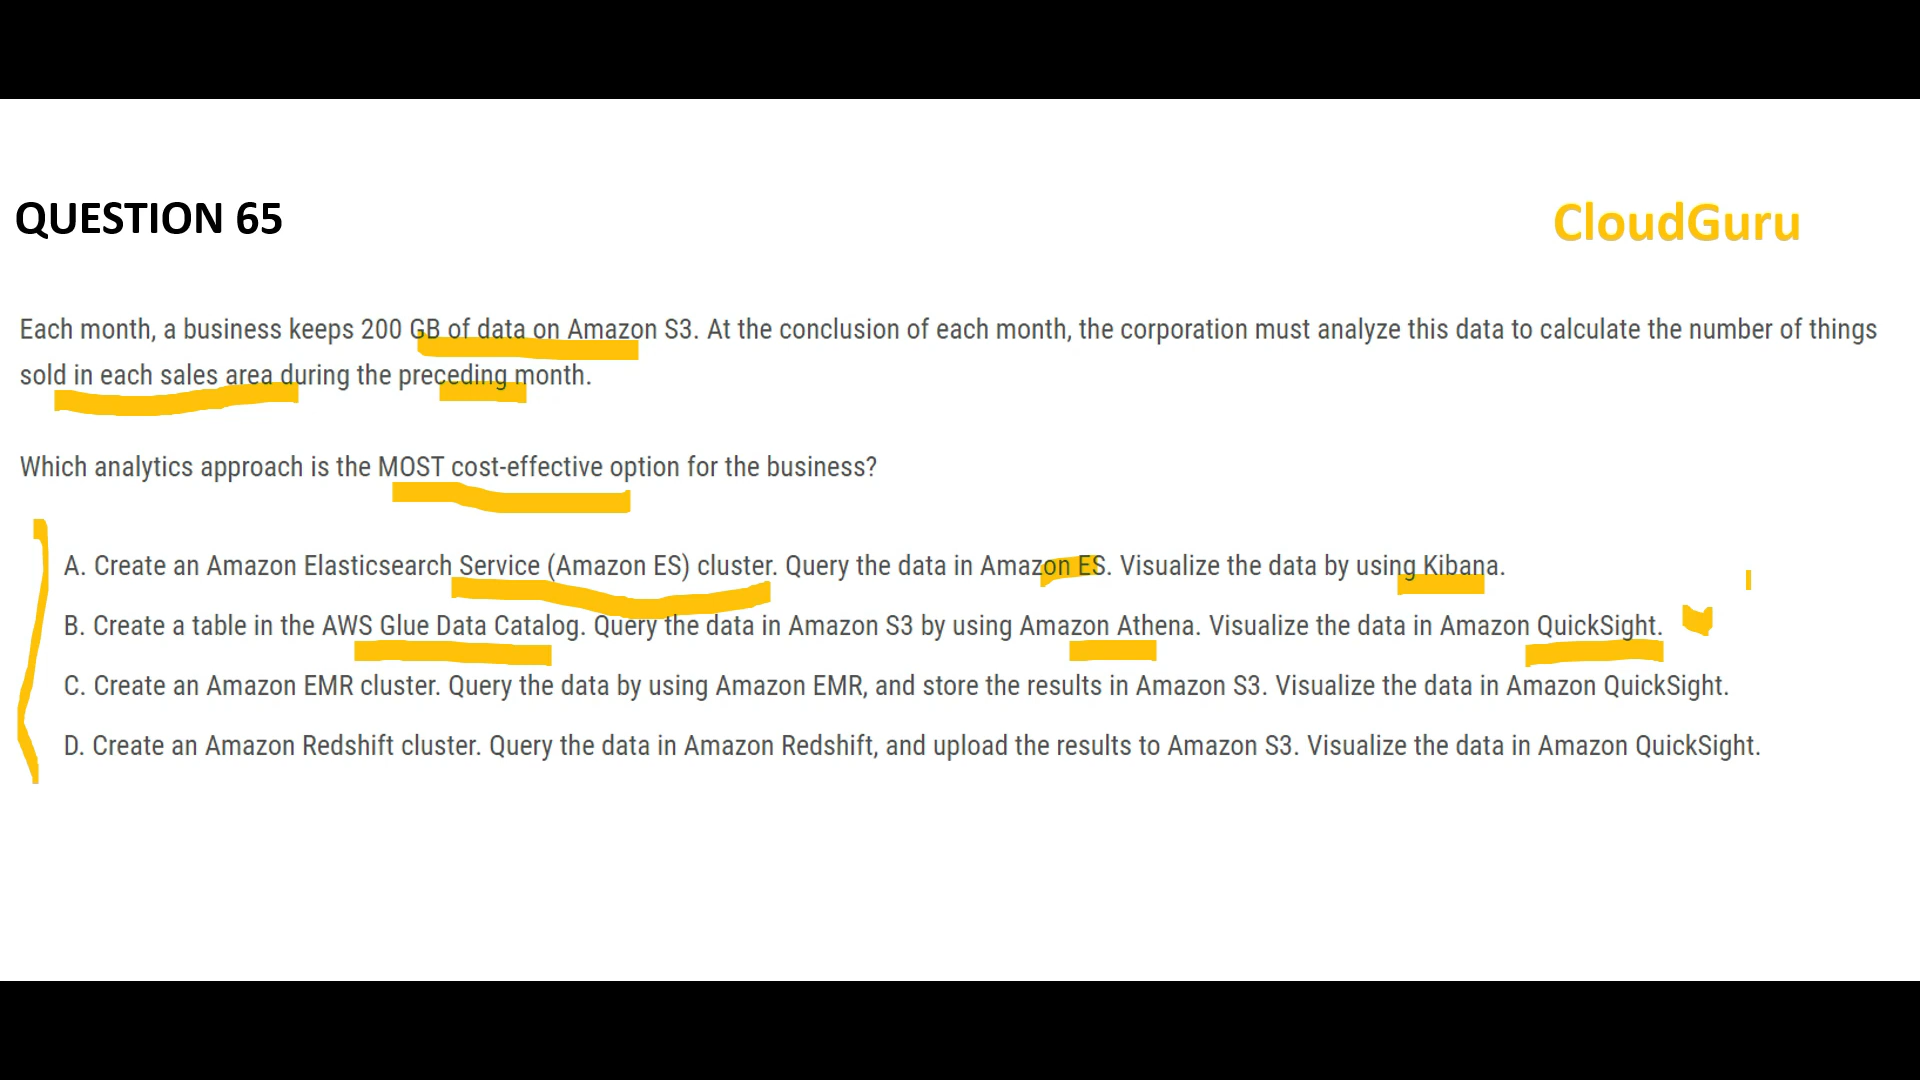 QUESTION 65
CloudGuru
Each month, a business keeps 200 GB of data on Amazon S3. At the conclusion of each month, the corporation must analyze this data to calculate the number of things
sold in each sales area during the preceding month.
Which analytics approach is the MOST cost-effective option for the business?
A. Create an Amazon Elasticsearch Service (Amazon ES) cluster. Query the data in Amazon ES. Visualize the data by using Kibana.
B. Create a table in the AWS Glue Data Catalog. Query the data in Amazon S3 by using Amazon Athena. Visualize the data in Amazon QuickSight.
C. Create an Amazon EMR cluster. Query the data by using Amazon EMR, and store the results in Amazon S3. Visualize the data in Amazon QuickSight.
D. Create an Amazon Redshift cluster. Query the data in Amazon Redshift, and upload the results to Amazon S3. Visualize the data in Amazon QuickSight.